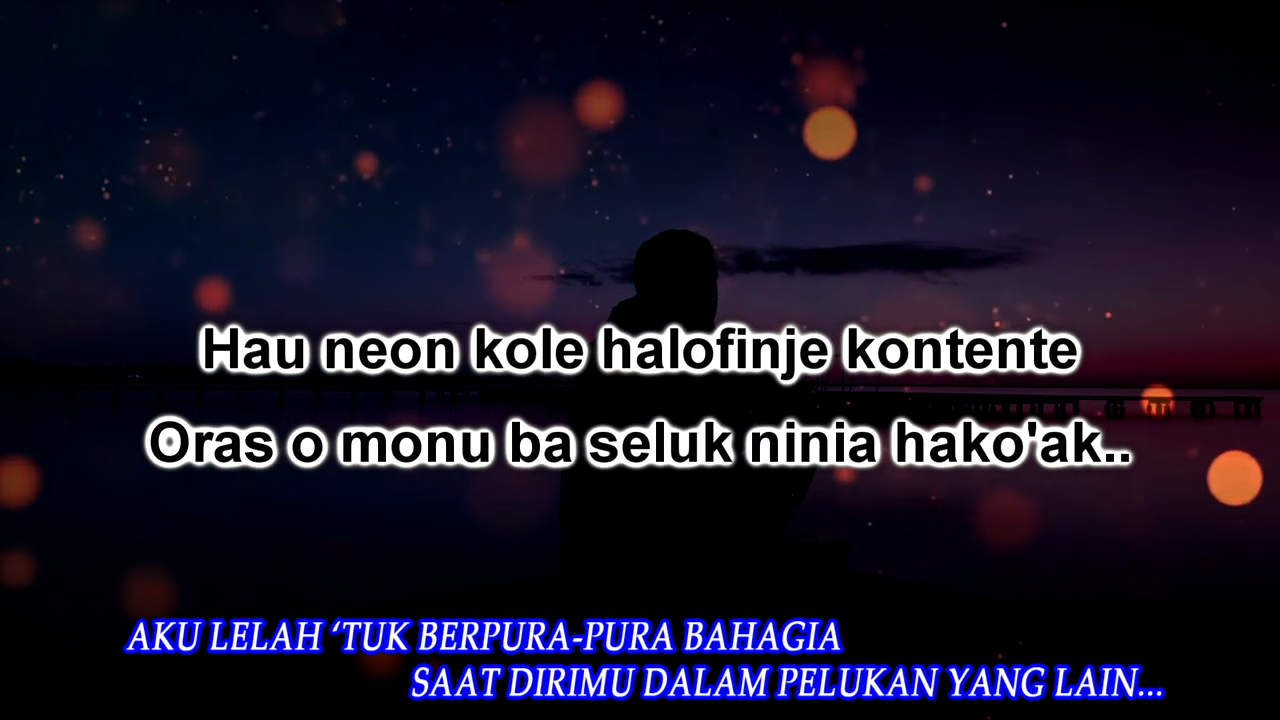 Hau neon kole halofinje kontente
Oras o monu ba seluk ninia hako'ak..
AKU LELAH ‘TUK BERPURA-PURA BAHAGIA
SAAT DIRIMU DALAM PELUKAN YANG LAIN...